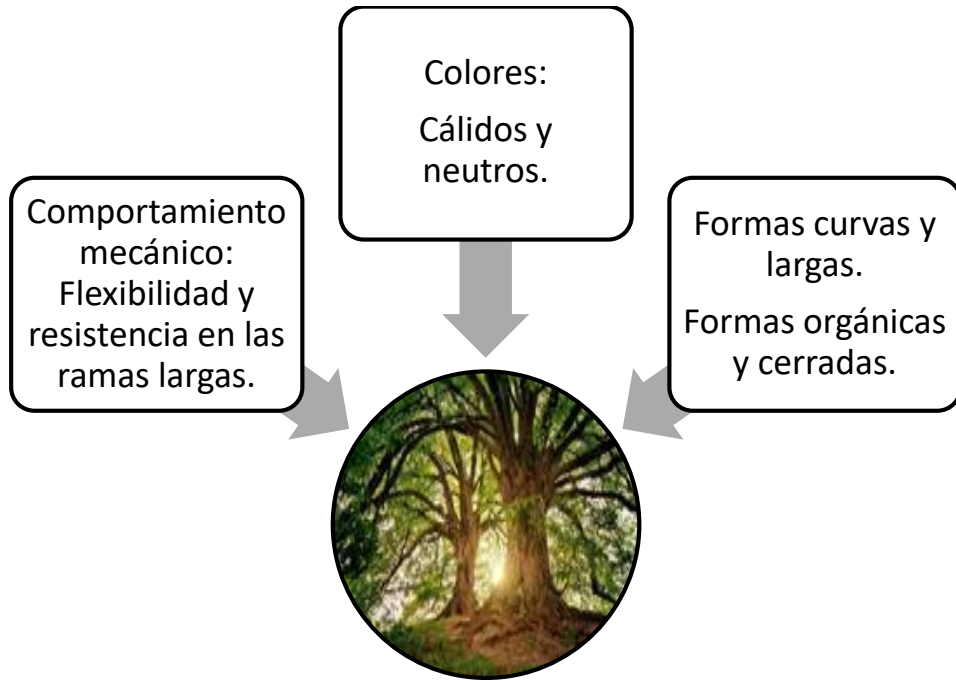 Colores:
Cálidos y
neutros.
Comportamiento
mecánico:
Flexibilidad y
resistencia en las
ramas largas.
Formas curvas y
largas.
Formas orgánicas
y cerradas.